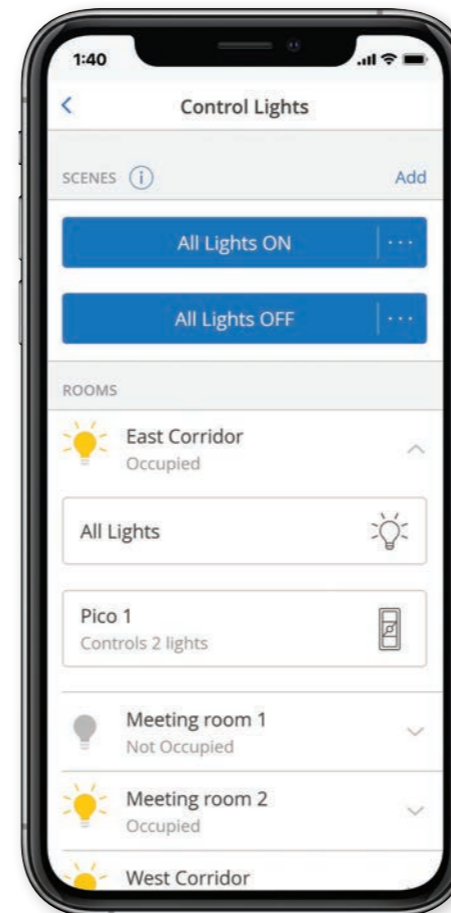 1:40
Control Lights
SCENES Add
All Lights ON
All Lights OFF
ROOMS
East Corridor
Occupied
All Lights
Pico 1
Controls 2 lights
Meeting room 1
Not Occupied
Meeting room 2
Occupied
West Corridor